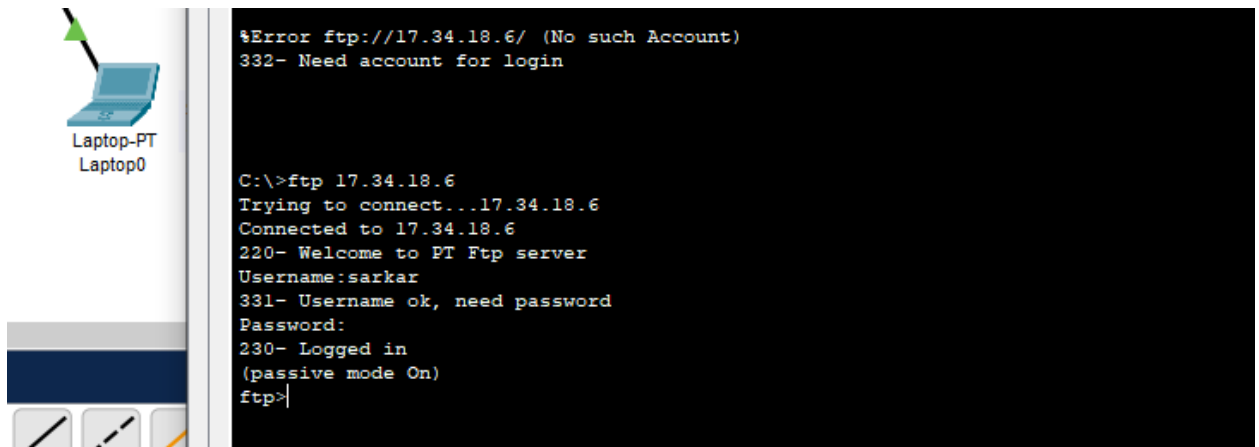 %Error ftp://17.34.18.6/ (No such Account)
332- Need account for login
Laptop-PT
Laptop0
C:\>ftp 17.34.18.6
Trying to connect...17.34.18.6
Connected to 17.34.18.6
220- Welcome to PT Ftp server
Username:sarkar
331- Username ok, need password
Password:
230- Logged in
(passive mode On)
ftp>